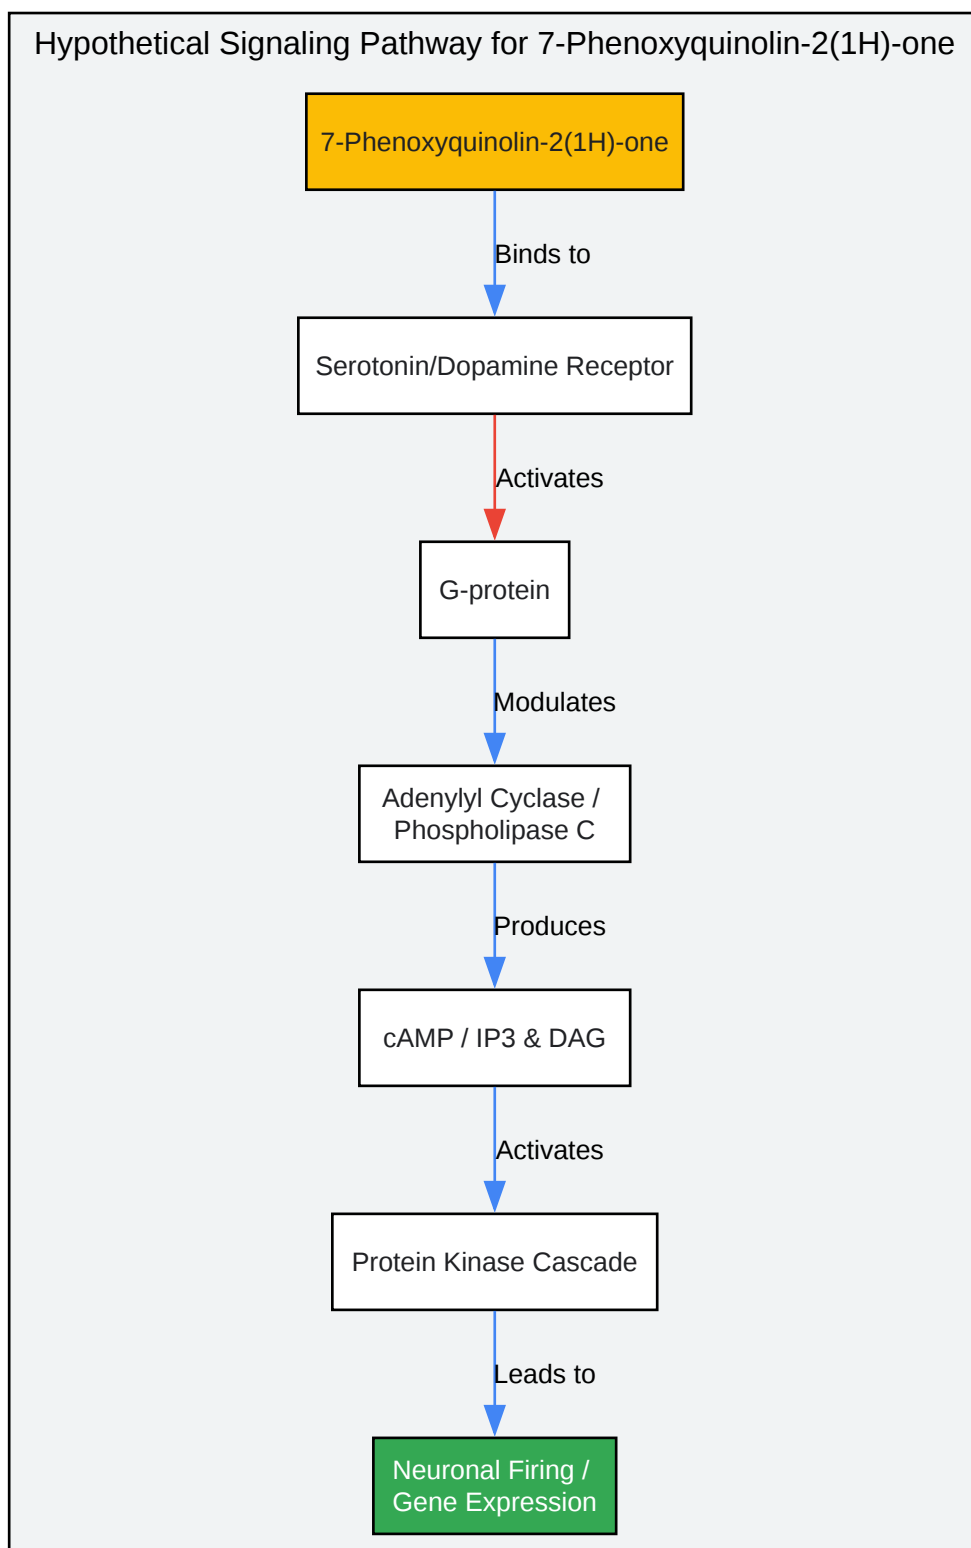 Hypothetical Signaling Pathway for 7-Phenoxyquinolin-2(1H)-one
7-Phenoxyquinolin-2(1H)-one
Binds to
Serotonin/Dopamine Receptor
Activates
G-protein
Modulates
Adenylyl Cyclase /
Phospholipase C
Produces
cAMP / IP3 & DAG
Activates
Protein Kinase Cascade
Leads to
Neuronal Firing /
Gene Expression